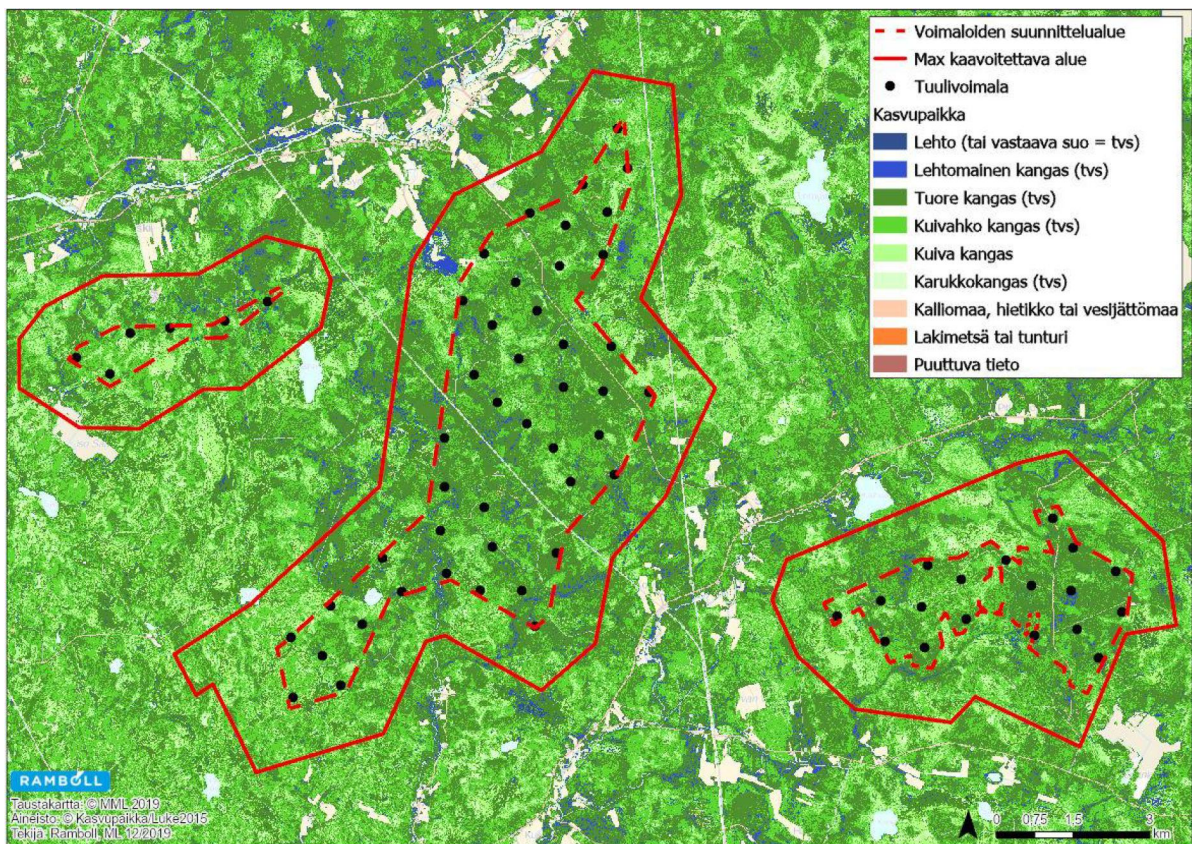 Voimaloiden suunnittelualue
Max kaavoitettava alue
Tuulivoimala
Kasvupaikka
Lehto (tai vastaava suo = tvs)
Lehtomainen kangas (tvs)
Tuore kangas (tvs)
Kuivahko kangas (tvs)
Kuiva kangas
Karukkokangas (tvs)
Kalliomaa, hietikko tai vesijättömaa
Lakimetsä tai tunturi
Puuttuva tieto
RAMBOLL
Taustakartta: © MML 2019
Aineisto: © Kasvupaikka/Luke2015
Tekijä: Ramboll, ML 12/2019
0 0,75 1,5 3
km